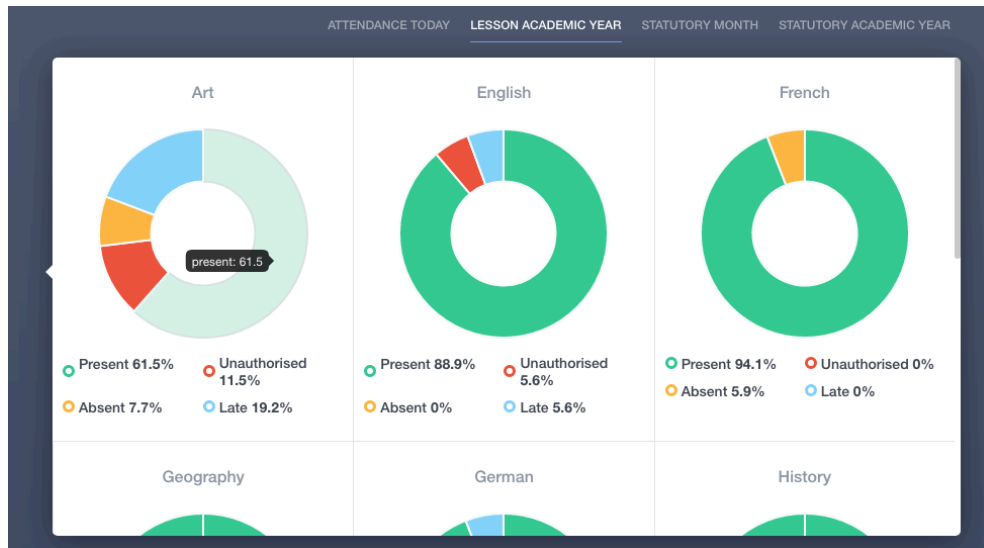 ATTENDANCE TODAY LESSON ACADEMIC YEAR STATUTORY MONTH STATUTORY ACADEMIC YEAR
Art
present: 61.5
Present 61.5%
Unauthorised
11.5%
Absent 7.7%
Late 19.2%
English
Present 88.9%
Unauthorised
5.6%
Absent 0%
Late 5.6%
French
Present 94.1%
Unauthorised 0%
Absent 5.9%
Late 0%
Geography
German
History